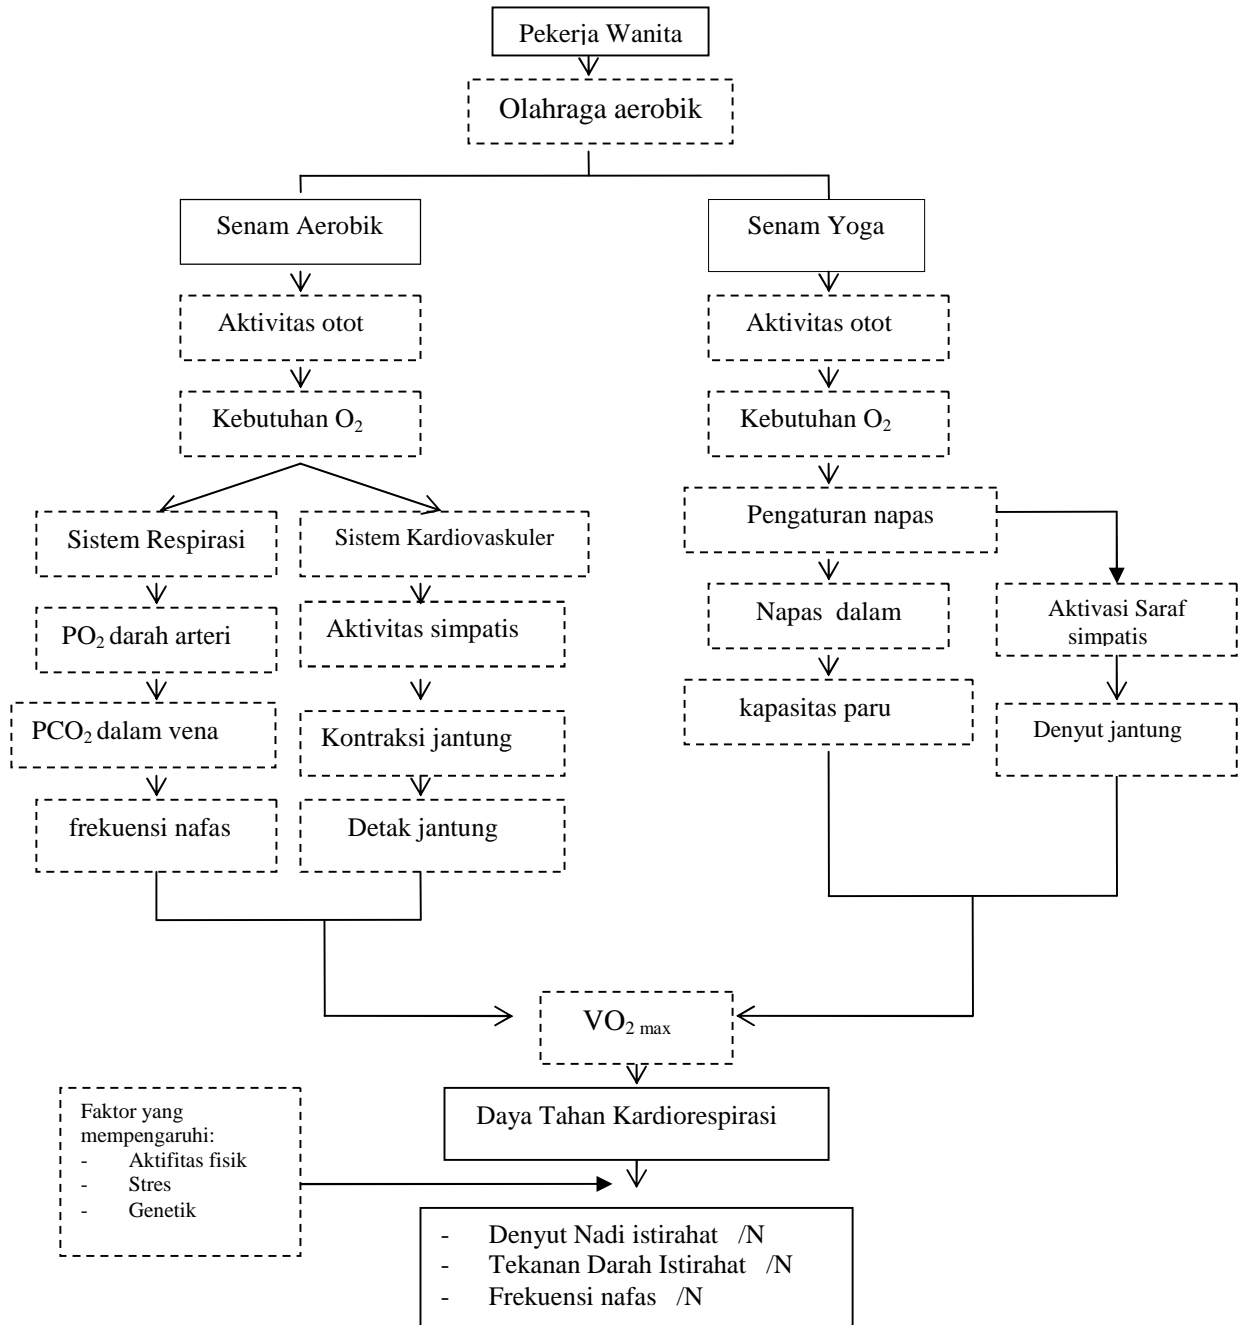 Pekerja Wanita
Olahraga aerobik
Senam Aerobik
Senam Yoga
Aktivitas otot
Aktivitas otot
Kebutuhan O₂
Kebutuhan O₂
Sistem Respirasi
Sistem Kardiovaskuler
Pengaturan napas
PO₂ darah arteri
Aktivitas simpatis
Napas dalam
Aktivasi Saraf
simpatis
PCO₂ dalam vena
Kontraksi jantung
kapasitas paru
Denyut jantung
frekuensi nafas
Detak jantung
VO₂ max
Daya Tahan Kardiorespirasi
Faktor yang
mempengaruhi:
- Aktifitas fisik
- Stres
- Genetik
- Denyut Nadi istirahat /N
- Tekanan Darah Istirahat /N
- Frekuensi nafas /N